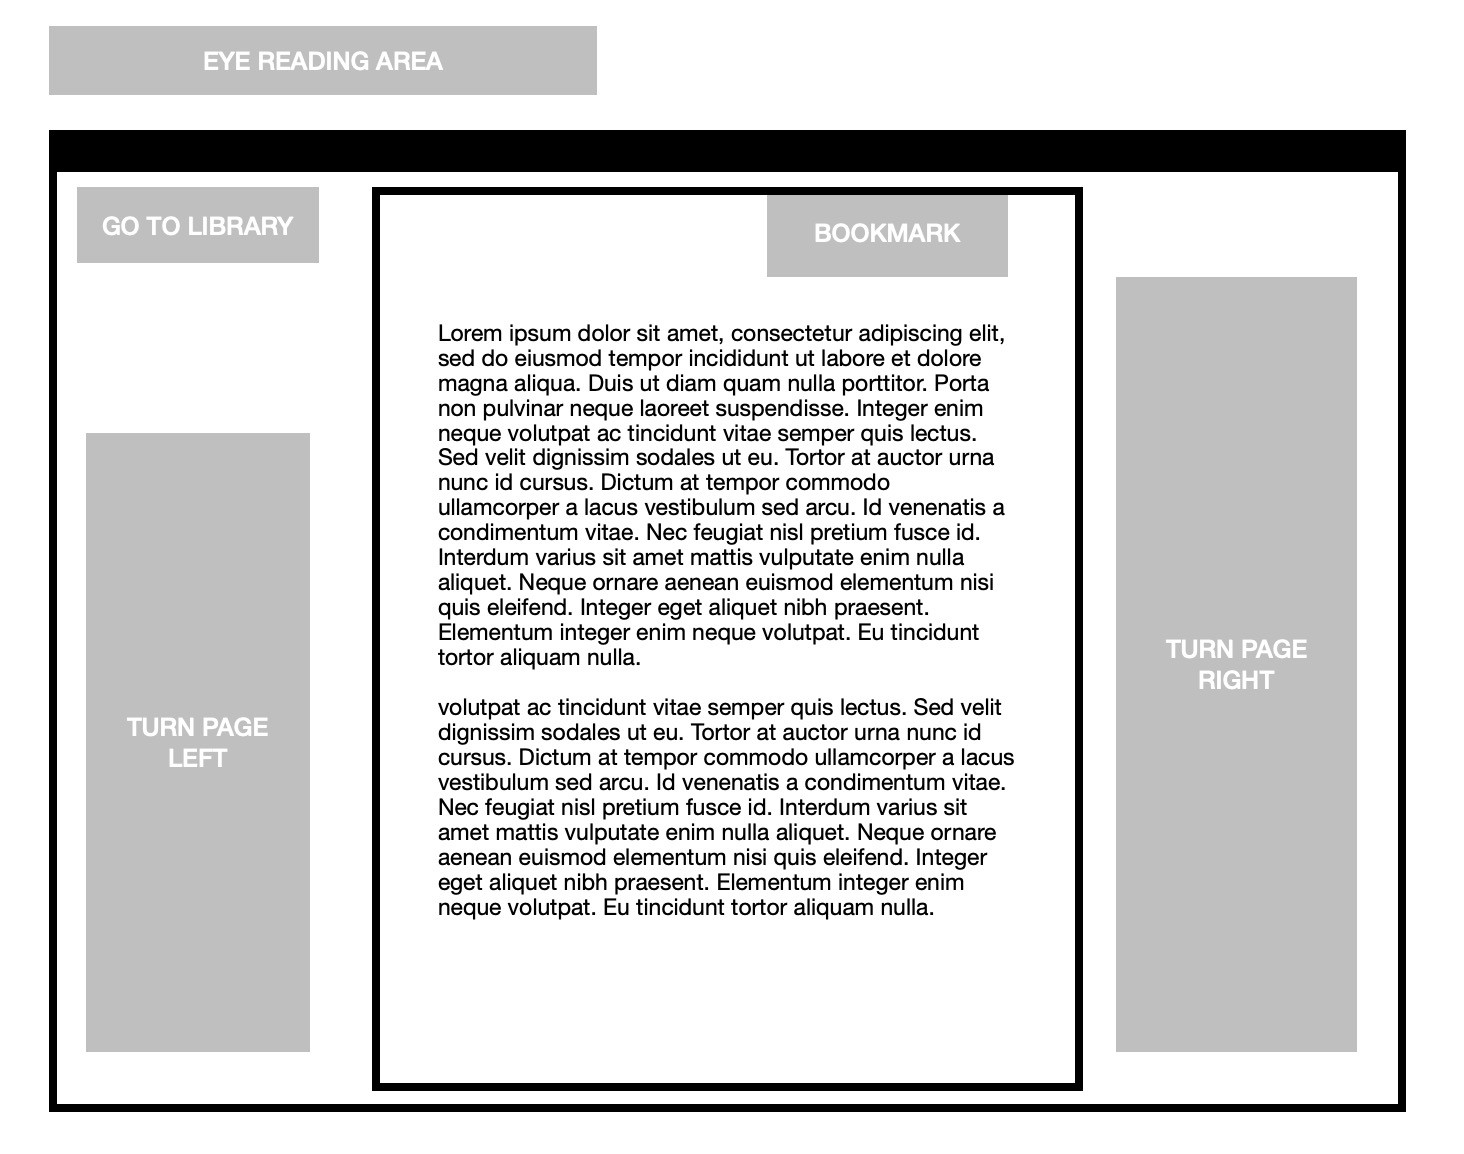 EYE READING AREA
GO TO LIBRARY
BOOKMARK
Lorem ipsum dolor sit amet, consectetur adipiscing elit,
sed do eiusmod tempor incididunt ut labore et dolore
magna aliqua. Duis ut diam quam nulla porttitor. Porta
non pulvinar neque laoreet suspendisse. Integer enim
neque volutpat ac tincidunt vitae semper quis lectus.
Sed velit dignissim sodales ut eu. Tortor at auctor urna
nunc id cursus. Dictum at tempor commodo
ullamcorper a lacus vestibulum sed arcu. Id venenatis a
condimentum vitae. Nec feugiat nisl pretium fusce id.
Interdum varius sit amet mattis vulputate enim nulla
aliquet. Neque ornare aenean euismod elementum nisi
quis eleifend. Integer eget aliquet nibh praesent.
Elementum integer enim neque volutpat. Eu tincidunt
tortor aliquam nulla.
volutpat ac tincidunt vitae semper quis lectus. Sed velit
dignissim sodales ut eu. Tortor at auctor urna nunc id
cursus. Dictum at tempor commodo ullamcorper a lacus
vestibulum sed arcu. Id venenatis a condimentum vitae.
Nec feugiat nisl pretium fusce id. Interdum varius sit
amet mattis vulputate enim nulla aliquet. Neque ornare
aenean euismod elementum nisi quis eleifend. Integer
eget aliquet nibh praesent. Elementum integer enim
neque volutpat. Eu tincidunt tortor aliquam nulla.
TURN PAGE
LEFT
TURN PAGE
RIGHT